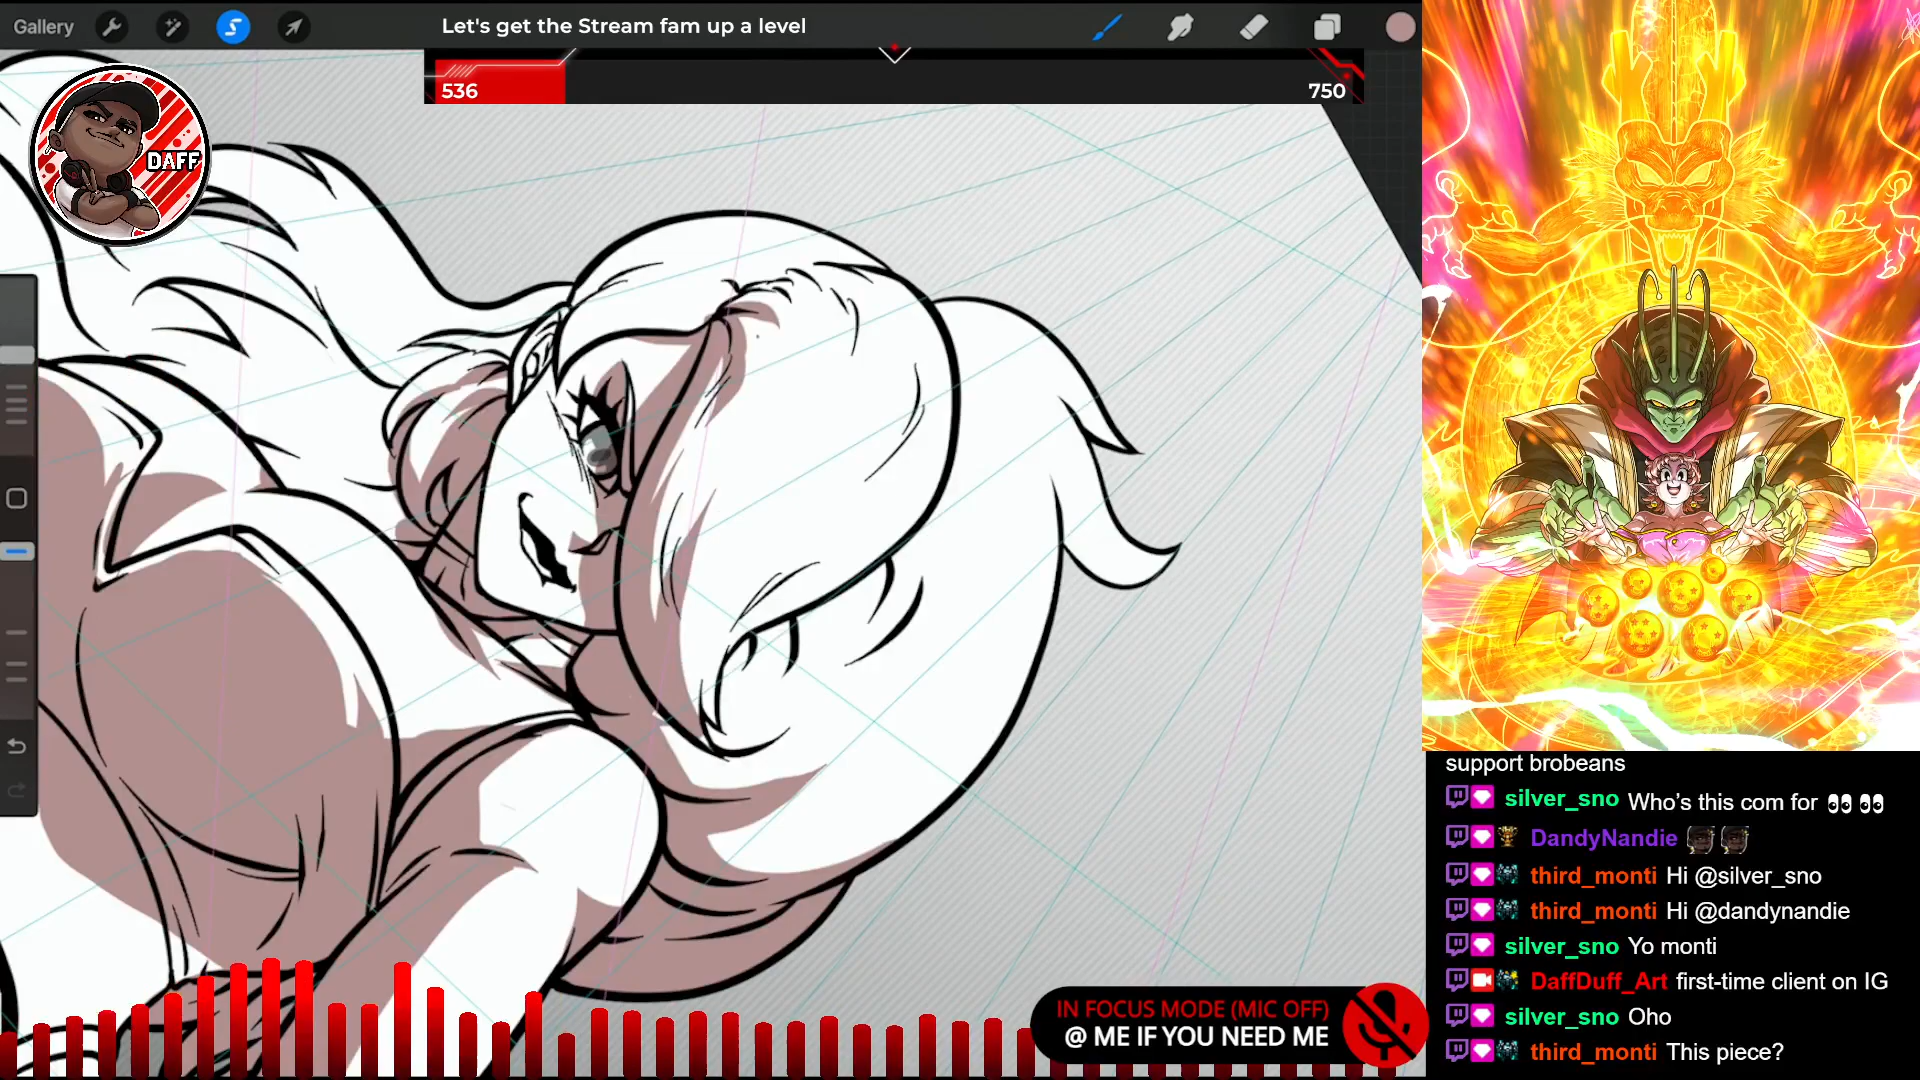 Gallery
Let's get the Stream fam up a level
536
750
DAFF
support brobeans
silver_sno Who's this com for 👀 👀
DandyNandie
third_monti Hi @silver_sno
third_monti Hi @dandynandie
silver_sno Yo monti
DaffDuff_Art first-time client on IG
silver_sno Oho
third_monti This piece?
IN FOCUS MODE (MIC OFF)
@ ME IF YOU NEED ME